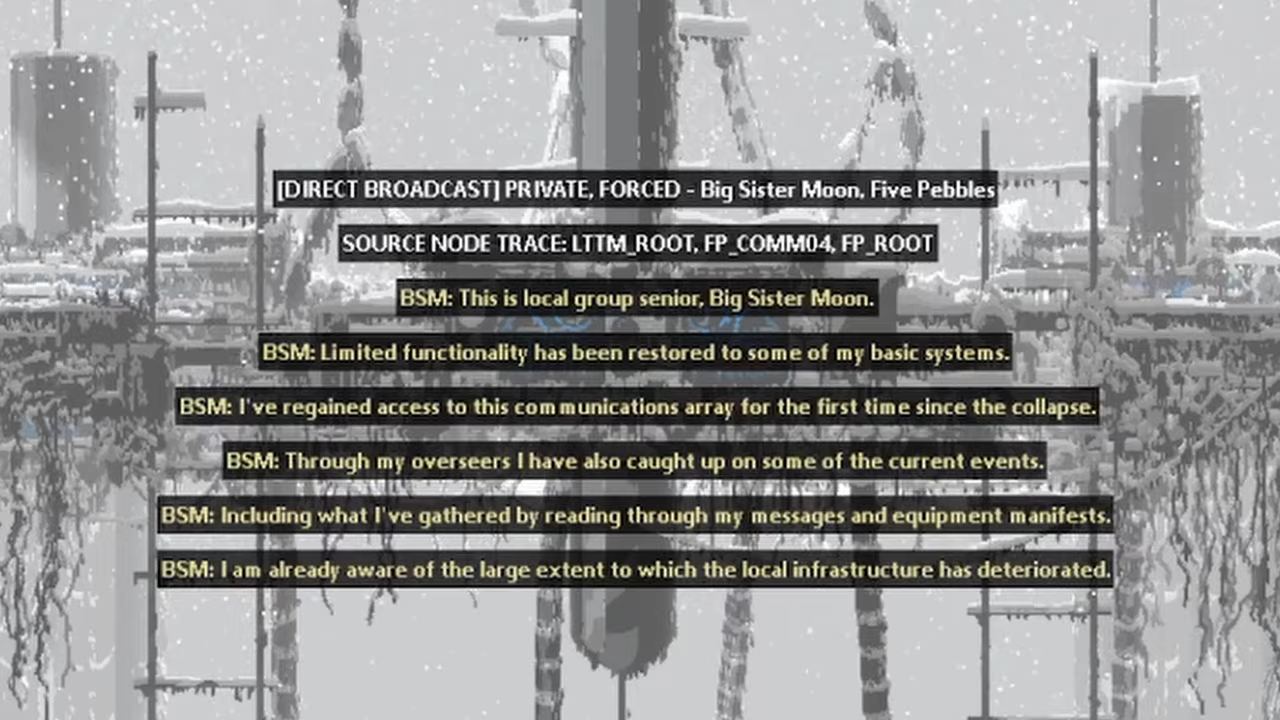 [DIRECT BROADCAST] PRIVATE, FORCED - Big Sister Moon, Five Pebbles
SOURCE NODE TRACE: LTTM_ROOT, FP_COMM04, FP_ROOT
BSM: This is local group senior, Big Sister Moon.
BSM: Limited functionality has been restored to some of my basic systems.
BSM: I've regained access to this communications array for the first time since the collapse.
BSM: Through my overseers I have also caught up on some of the current events.
BSM: Including what I've gathered by reading through my messages and equipment manifests.
BSM: I am already aware of the large extent to which the local infrastructure has deteriorated.